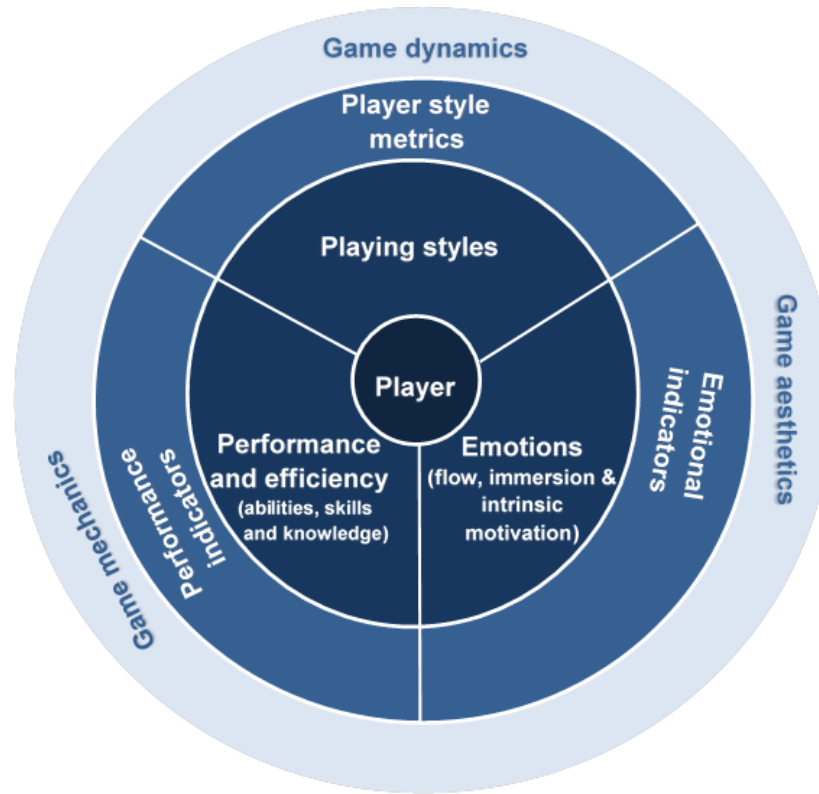 Game dynamics
Player style
metrics
Playing styles
Player
Performance
and efficiency
(abilities, skills
and knowledge)
Emotions
(flow, immersion &
intrinsic
motivation)
Performance
indicators
Emotional
indicators
Game mechanics
Game aesthetics